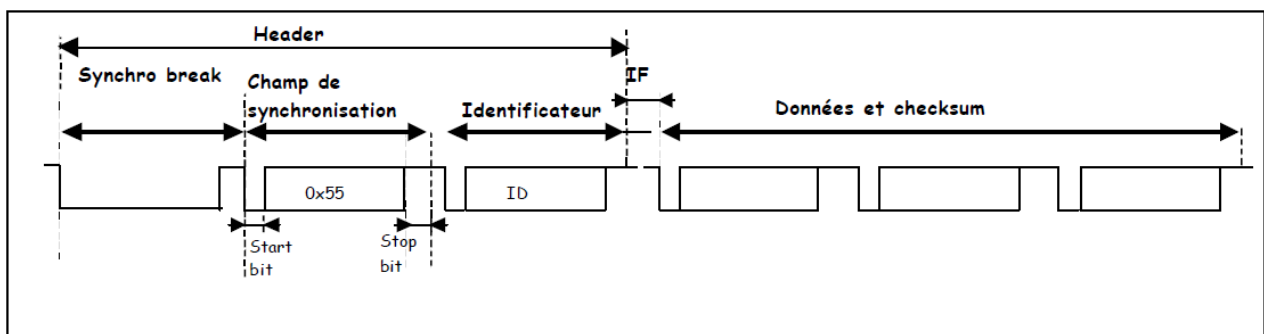 Header
Synchro break
Champ de
synchronisation
Identificateur
IF
Données et checksum
0x55
ID
Start
bit
Stop
bit